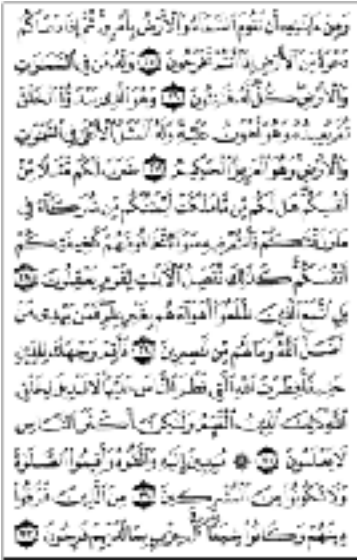 ومن ءاياته أن تقوم السماء والأرض بأمره ثم إذا دعاكم
دعوة من الأرض إذا أنتم تخرجون ٢٥ وله من في السموات
والأرض كل له قانتون ٢٦ وهو الذي يبدؤا الخلق
ثم يعيده وهو أهون عليه وله المثل الأعلى في السموات
والأرض وهو العزيز الحكيم ٢٧ ضرب لكم مثلا من
أنفسكم هل لكم من ما ملكت أيمانكم من شركاء في
ما رزقناكم فأنتم فيه سواء تخافونهم كخيفتكم
أنفسكم كذلك نفصل الآيات لقوم يعقلون ٢٨
بل اتبع الذين ظلموا أهواءهم بغير علم فمن يهدي من
أضل الله وما لهم من ناصرين ٢٩ فأقم وجهك للدين
حنيفا فطرت الله التي فطر الناس عليها لا تبديل لخلق
الله ذلك الدين القيم ولكن أكثر الناس
لا يعلمون ٣٠ ۞ منيبين إليه واتقوه وأقيموا الصلوة
ولا تكونوا من المشركين ٣١ من الذين فرقوا
دينهم وكانوا شيعا كل حزب بما لديهم فرحون ٣٢